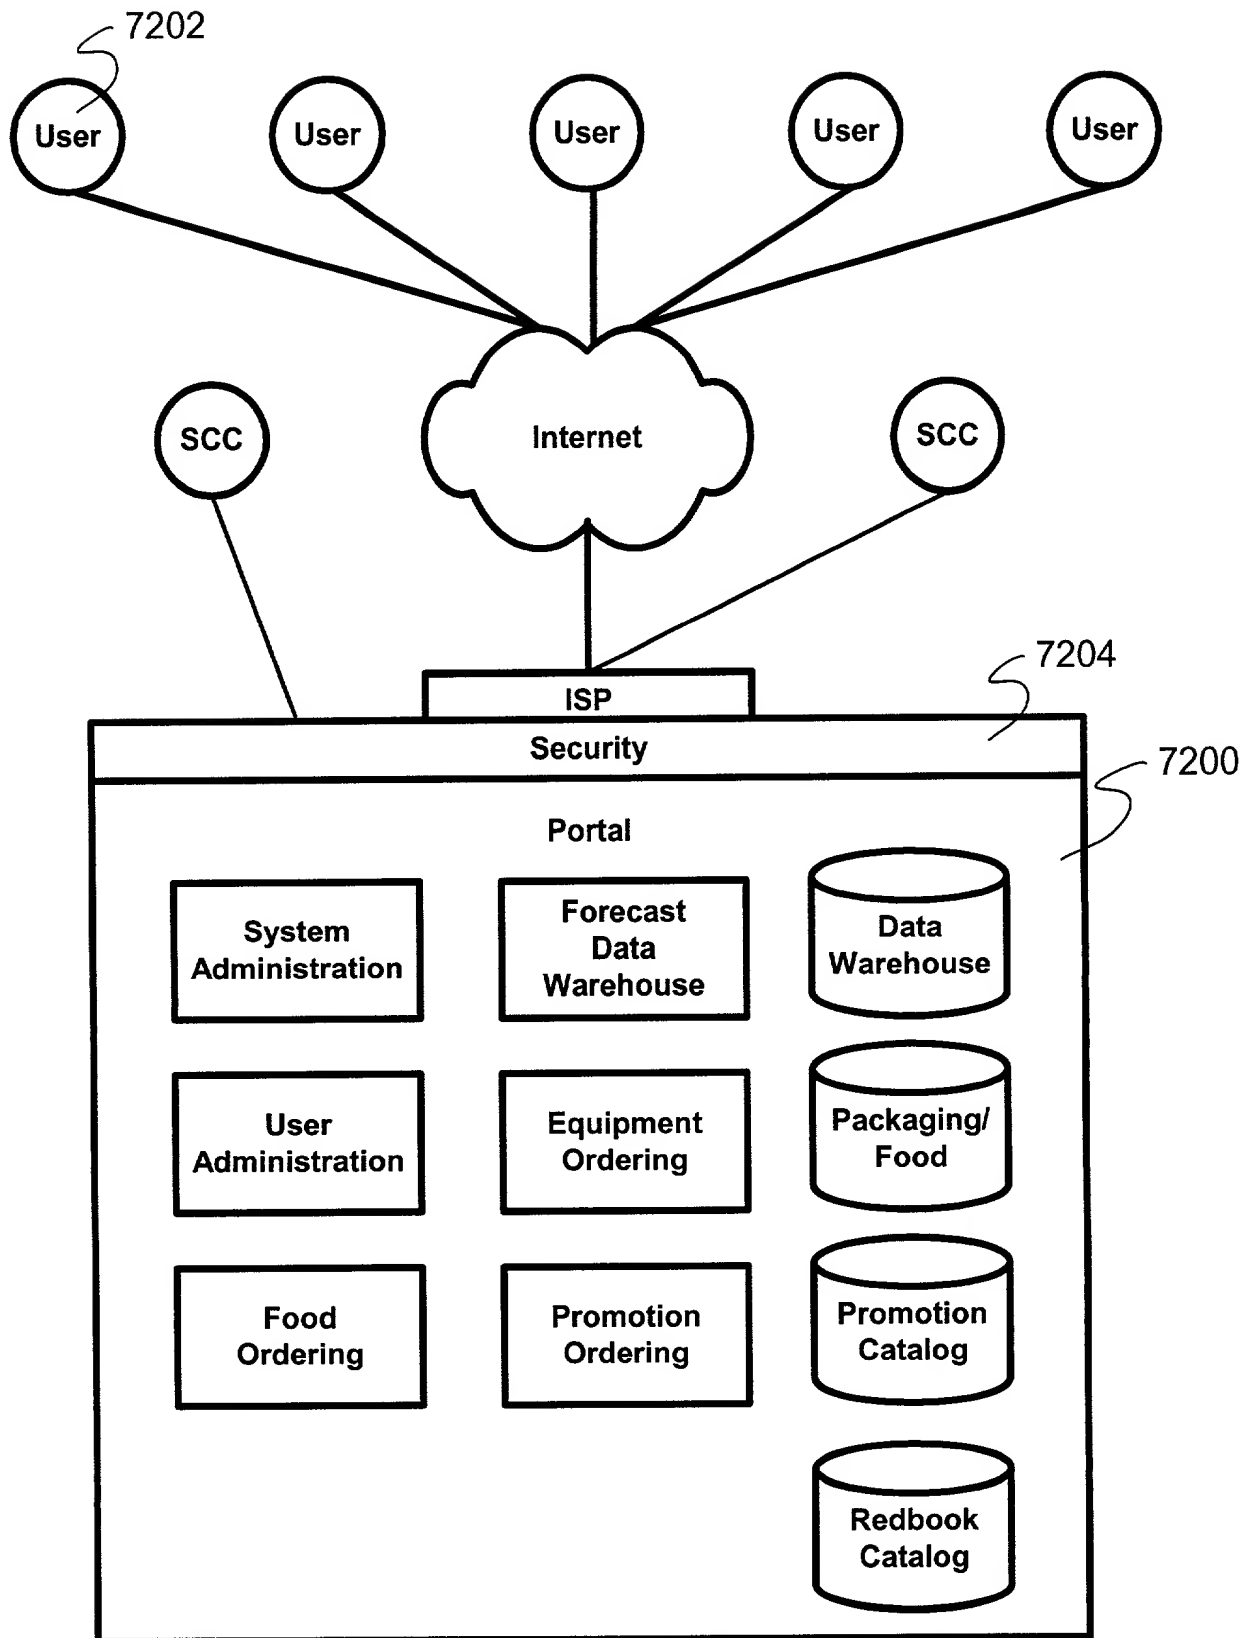 7202
User
User
User
User
User
SCC
Internet
SCC
7204
ISP
Security
7200
Portal
System
Administration
Forecast
Data
Warehouse
Data
Warehouse
User
Administration
Equipment
Ordering
Packaging/
Food
Food
Ordering
Promotion
Ordering
Promotion
Catalog
Redbook
Catalog